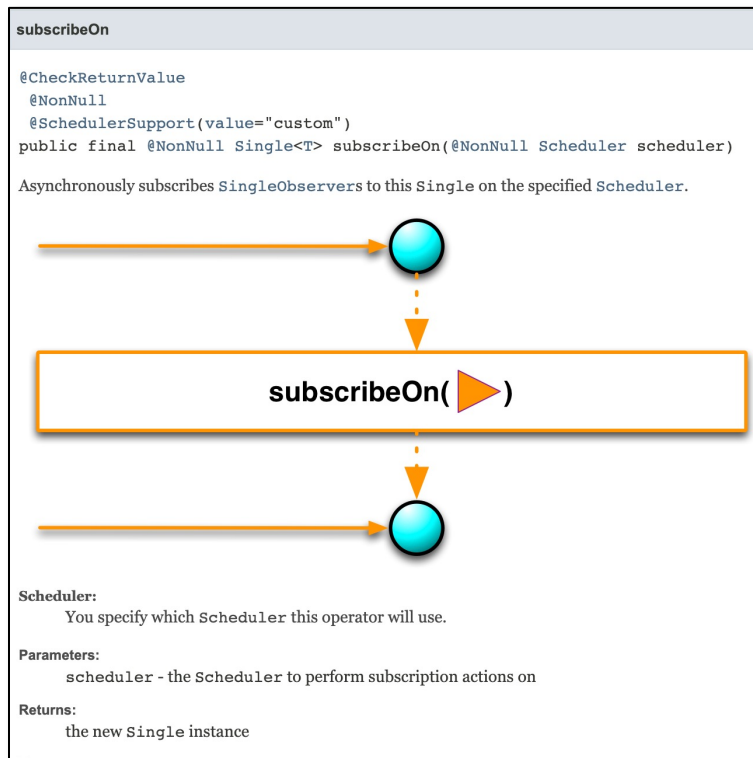 subscribeOn
@CheckReturnValue
@NonNull
@SchedulerSupport(value="custom")
public final @NonNull Single<T> subscribeOn(@NonNull Scheduler scheduler)
Asynchronously subscribes SingleObservers to this Single on the specified Scheduler.
subscribeOn( )
Scheduler:
You specify which Scheduler this operator will use.
Parameters:
scheduler - the Scheduler to perform subscription actions on
Returns:
the new Single instance